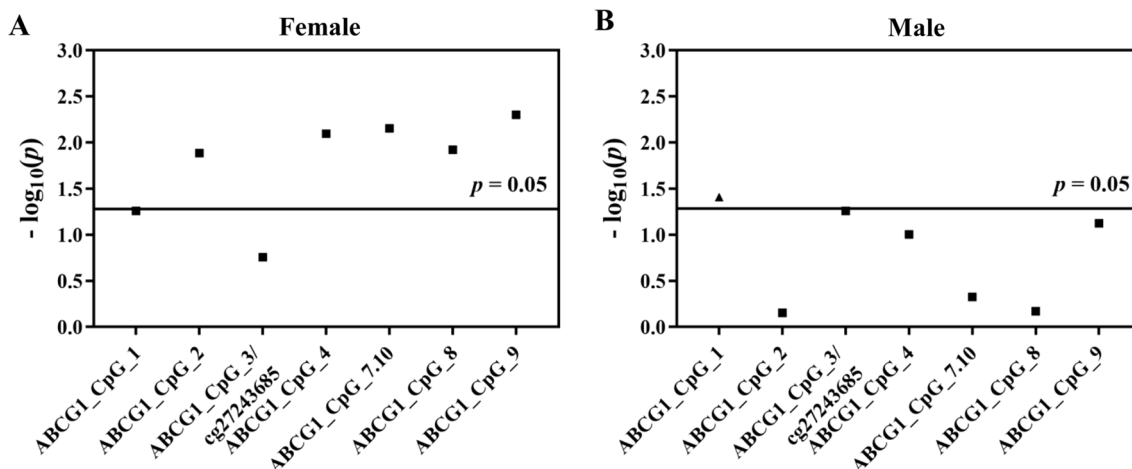 A
Female
3.0
2.5
2.0
1.5
1.0
0.5
0.0
- log10(p)
p = 0.05
ABCG1_CpG_1
ABCG1_CpG_2
ABCG1_CpG_3/
cg27243685
ABCG1_CpG_4
ABCG1_CpG_7.10
ABCG1_CpG_8
ABCG1_CpG_9
B
Male
3.0
2.5
2.0
1.5
1.0
0.5
0.0
- log10(p)
p = 0.05
ABCG1_CpG_1
ABCG1_CpG_2
ABCG1_CpG_3/
cg27243685
ABCG1_CpG_4
ABCG1_CpG_7.10
ABCG1_CpG_8
ABCG1_CpG_9